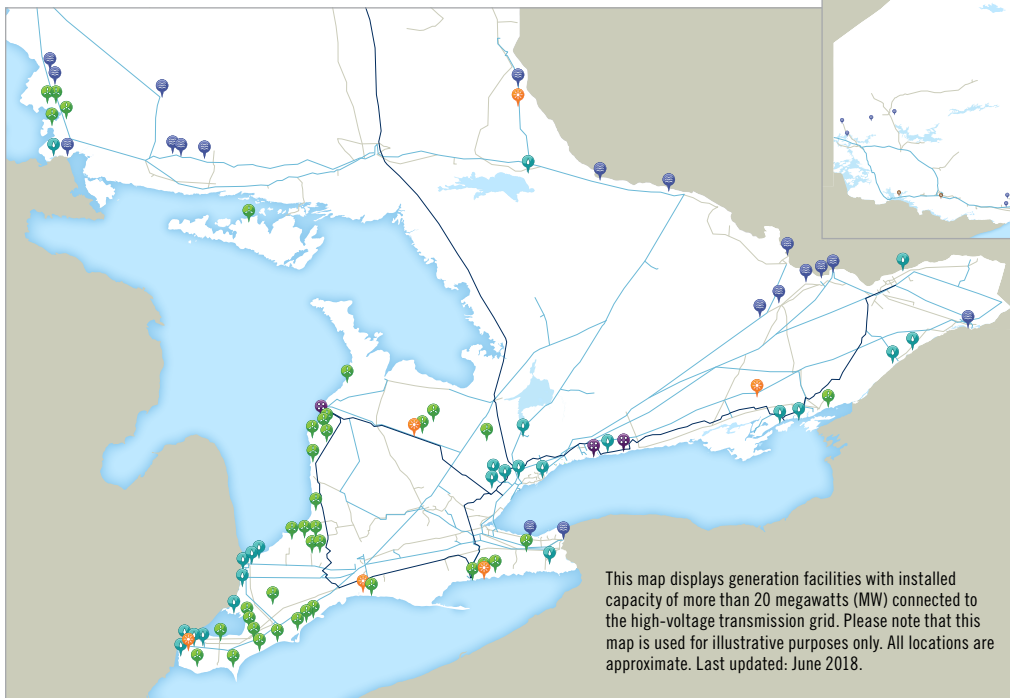 This map displays generation facilities with installed
capacity of more than 20 megawatts (MW) connected to
the high-voltage transmission grid. Please note that this
map is used for illustrative purposes only. All locations are
approximate. Last updated: June 2018.